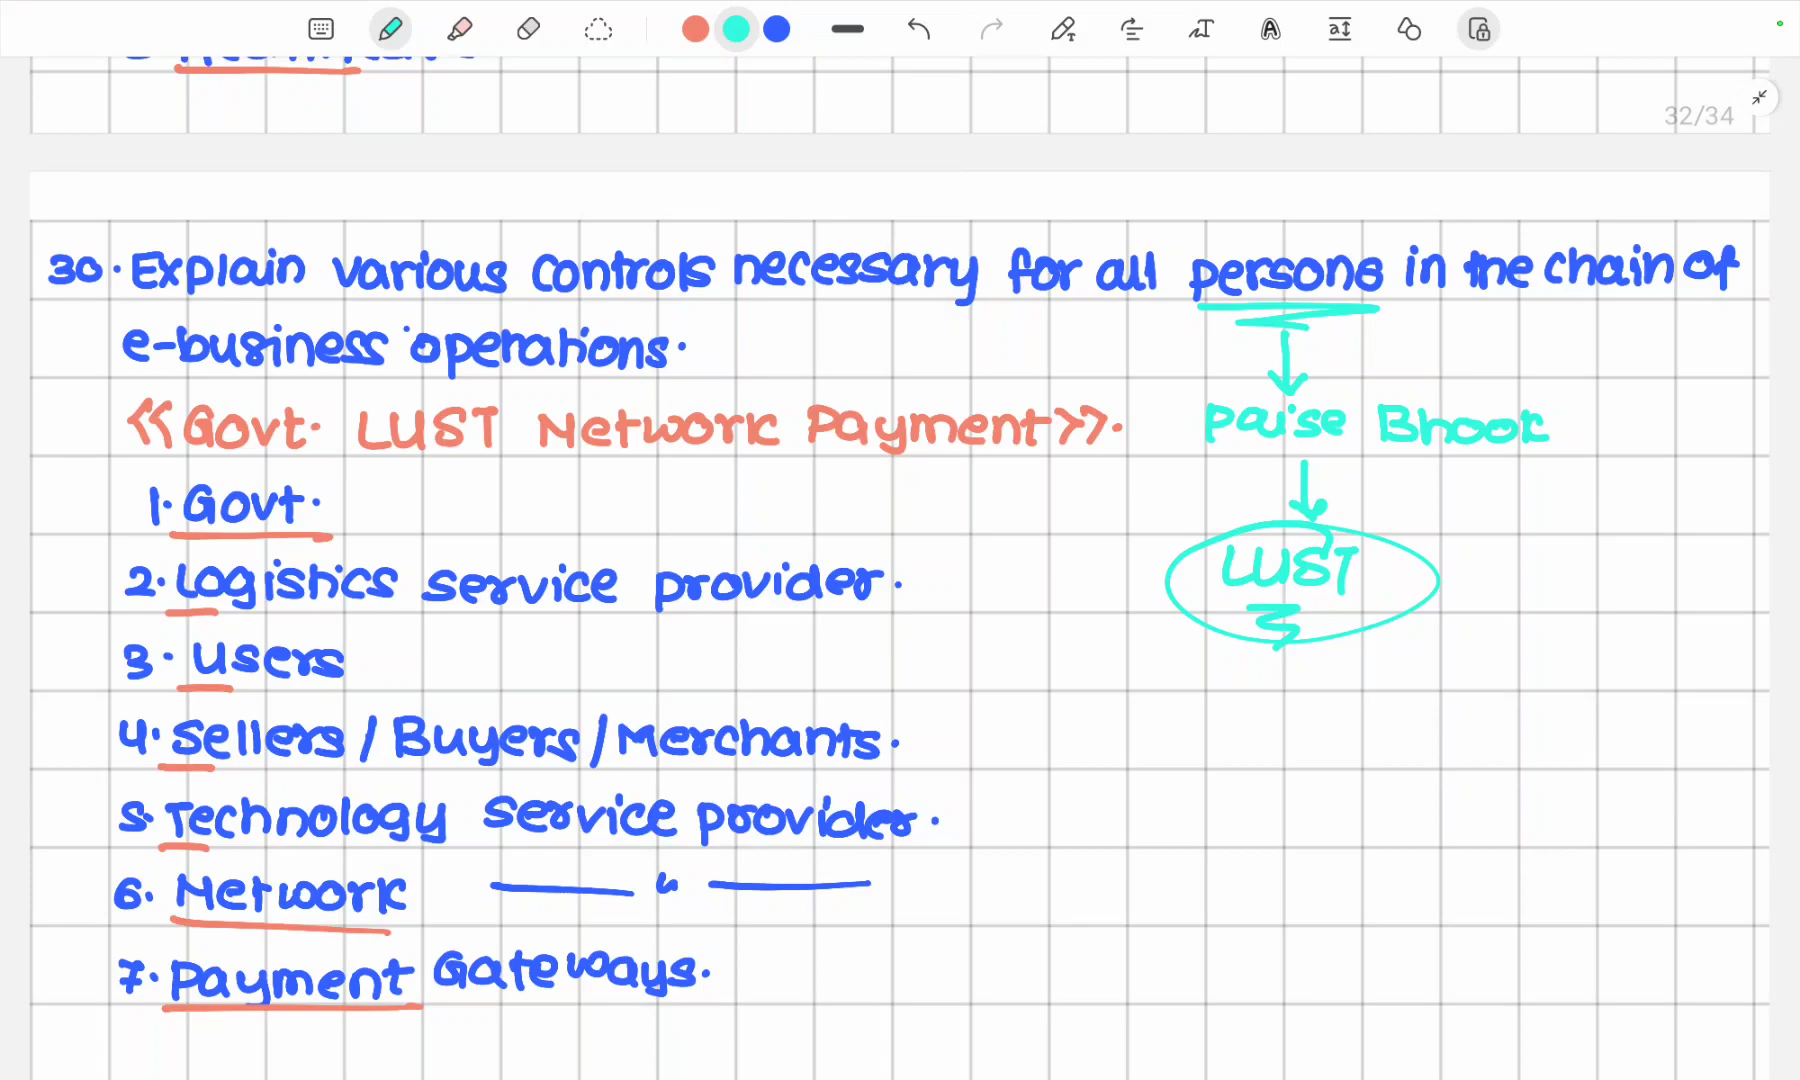 32/34
30. Explain various controls necessary for all persons in the chain of
e-business operations.
<<Govt. LUST Network Payment>>.
Paise Bhook
1. Govt.
LUST
2. Logistics service provider.
3. Users
4. Sellers/Buyers/Merchants.
5. Technology service provider.
6. Network —— " ——
7. Payment Gateways.